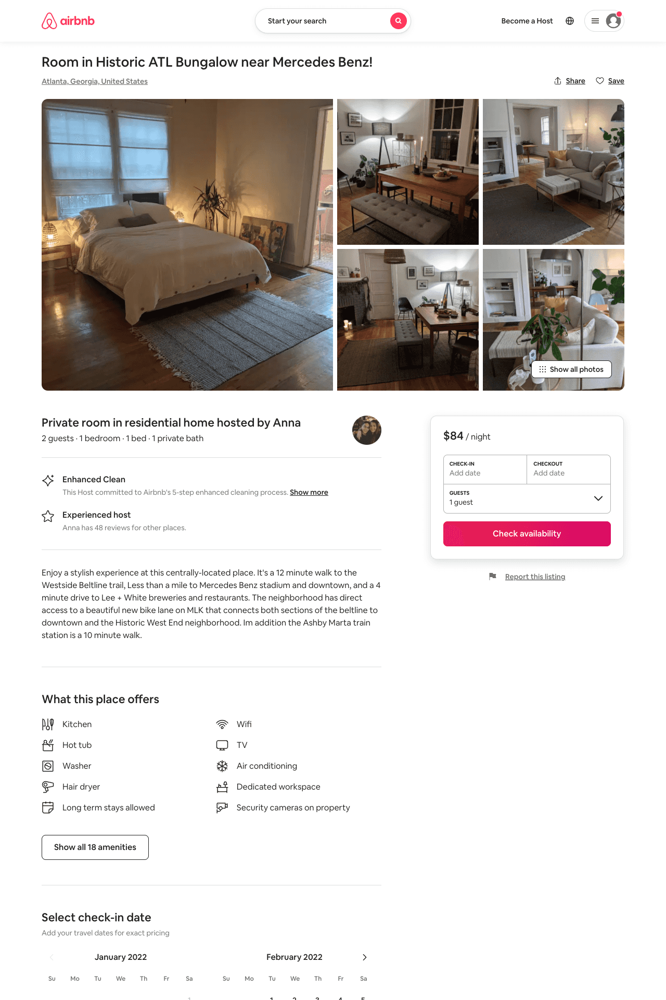 airbnb
Start your search
Become a Host
Room in Historic ATL Bungalow near Mercedes Benz!
Atlanta, Georgia, United States
Share
Save
Show all photos
Private room in residential home hosted by Anna
2 guests · 1 bedroom · 1 bed · 1 private bath
Enhanced Clean
This Host committed to Airbnb's 5-step enhanced cleaning process. Show more
Experienced host
Anna has 48 reviews for other places.
$84 / night
CHECK-IN
Add date
CHECKOUT
Add date
GUESTS
1 guest
Check availability
Report this listing
Enjoy a stylish experience at this centrally-located place. It's a 12 minute walk to the
Westside Beltline trail, Less than a mile to Mercedes Benz stadium and downtown, and a 4
minute drive to Lee + White breweries and restaurants. The neighborhood has direct
access to a beautiful new bike lane on MLK that connects both sections of the beltline to
downtown and the Historic West End neighborhood. Im addition the Ashby Marta train
station is a 10 minute walk.
What this place offers
Kitchen
Wifi
Hot tub
TV
Washer
Air conditioning
Hair dryer
Dedicated workspace
Long term stays allowed
Security cameras on property
Show all 18 amenities
Select check-in date
Add your travel dates for exact pricing
January 2022
February 2022
Su Mo Tu We Th Fr Sa
Su Mo Tu We Th Fr Sa
1
1 2 3 4 5